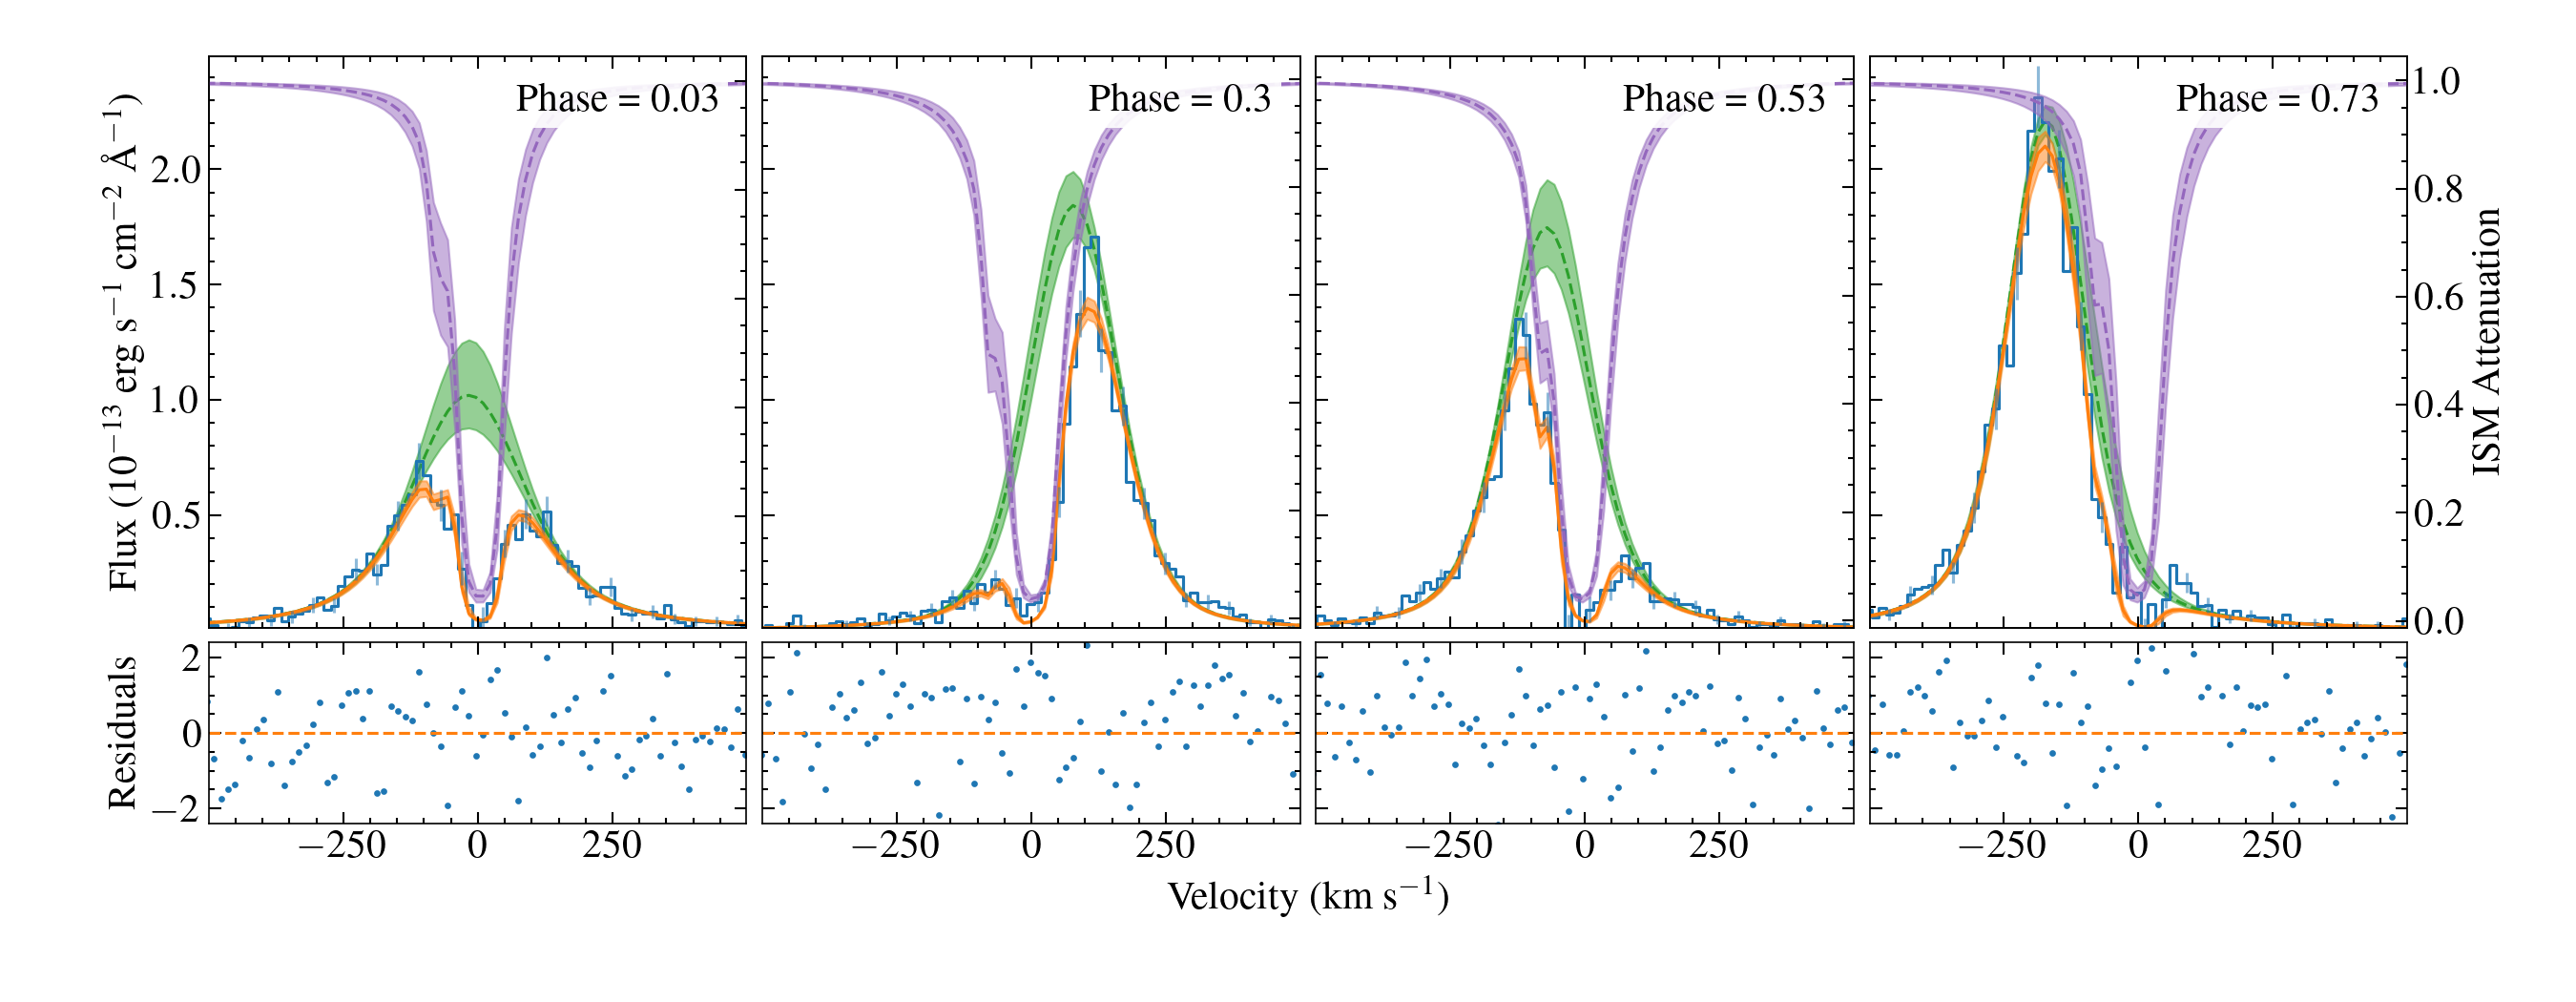 Phase = 0.03
Phase = 0.3
Phase = 0.53
Phase = 0.73
Flux (10−13 erg s−1 cm−2 Å−1)
2.0
1.5
1.0
0.5
1.0
0.8
0.6
0.4
0.2
0.0
ISM Attenuation
Residuals
2
0
−2
−250 0 250
−250 0 250
−250 0 250
−250 0 250
Velocity (km s−1)